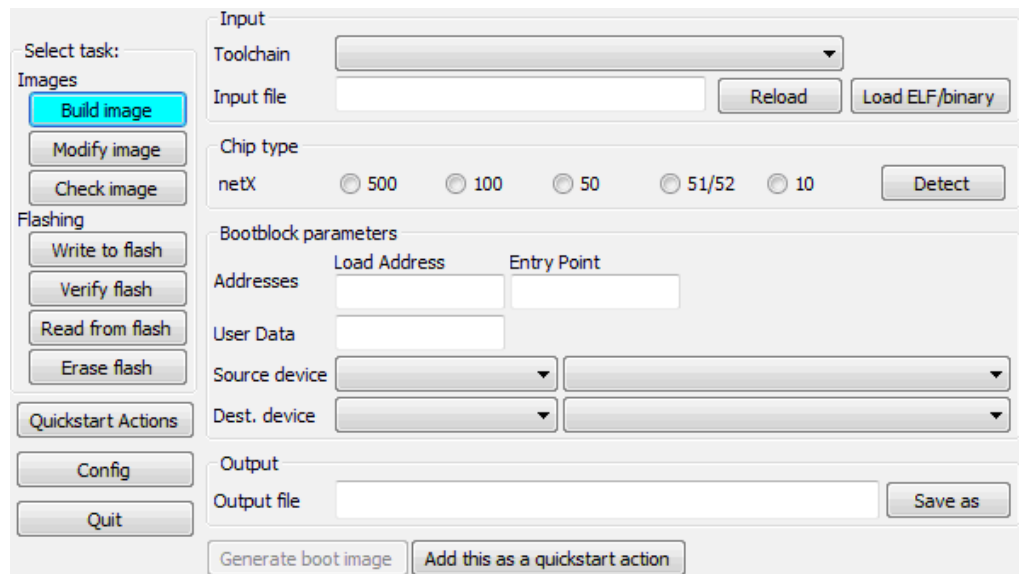 Select task:
Images
Build image
Modify image
Check image
Flashing
Write to flash
Verify flash
Read from flash
Erase flash
Quickstart Actions
Config
Quit
Input
Toolchain
Input file Reload Load ELF/binary
Chip type
netX 500 100 50 51/52 10 Detect
Bootblock parameters
Load Address Entry Point
Addresses
User Data
Source device
Dest. device
Output
Output file Save as
Generate boot image Add this as a quickstart action